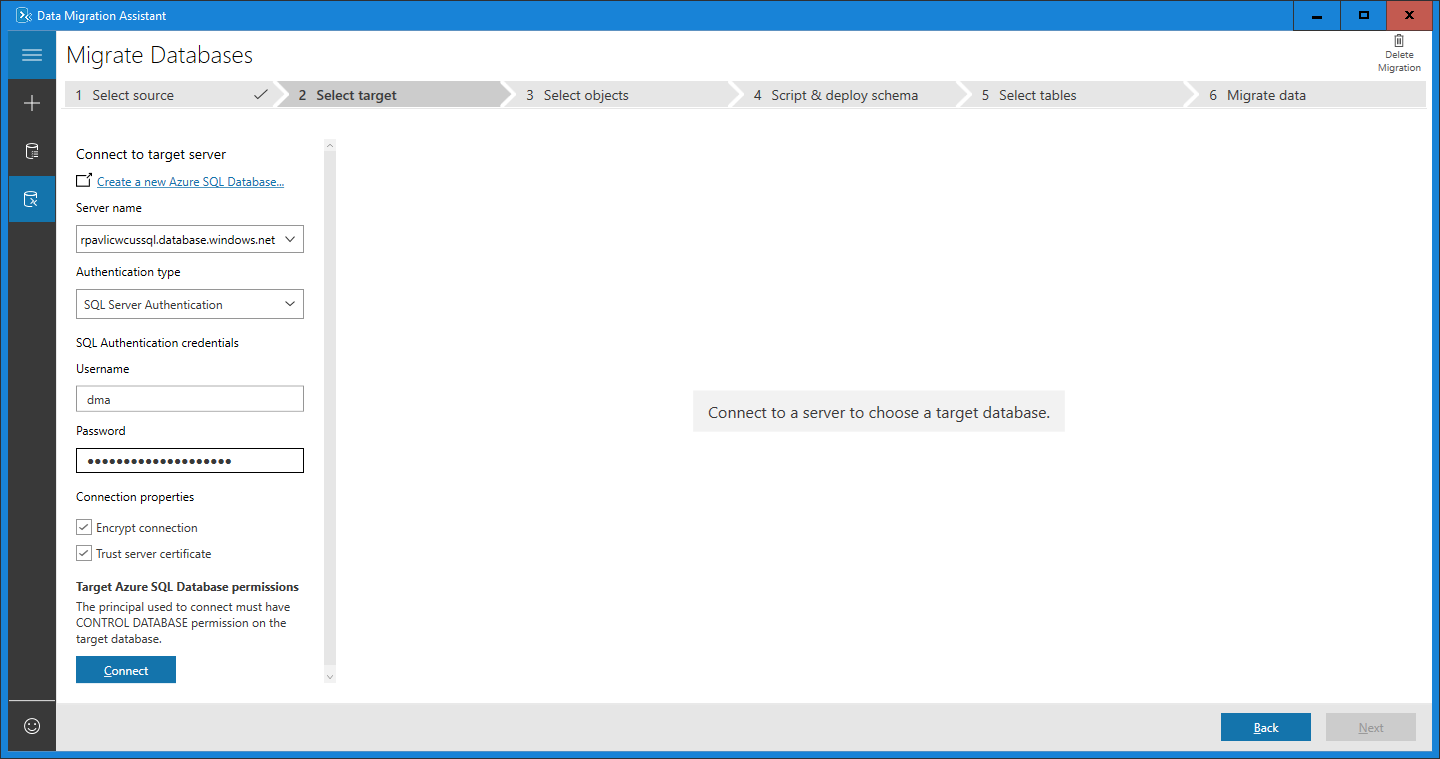 Data Migration Assistant
Migrate Databases
Delete
Migration
1 Select source
2 Select target
3 Select objects
4 Script & deploy schema
5 Select tables
6 Migrate data
Connect to target server
Create a new Azure SQL Database...
Server name
rpavlicwcussql.database.windows.net
Authentication type
SQL Server Authentication
SQL Authentication credentials
Username
dma
Password
●●●●●●●●●●●●●●●●●●●●
Connection properties
Encrypt connection
Trust server certificate
Target Azure SQL Database permissions
The principal used to connect must have
CONTROL DATABASE permission on the
target database.
Connect
Connect to a server to choose a target database.
Back
Next